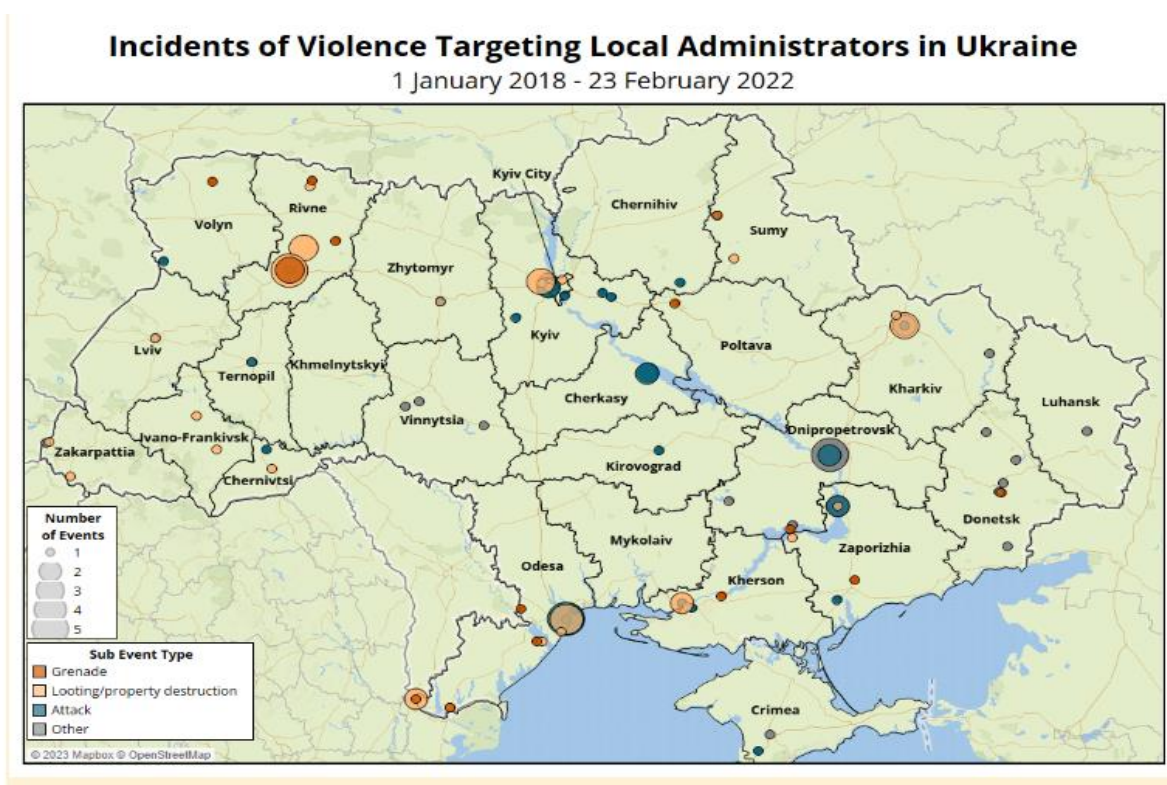 Incidents of Violence Targeting Local Administrators in Ukraine
1 January 2018 - 23 February 2022
Kyiv City
Chernihiv
Rivne
Volyn
Sumy
Zhytomyr
Kyiv
Poltava
Lviv
Khmelnytskyi
Ternopil
Kharkiv
Cherkasy
Luhansk
Vinnytsia
Dnipropetrovsk
Ivano-Frankivsk
Zakarpattia
Kirovograd
Chernivtsi
Donetsk
Mykolaiv
Zaporizhia
Odesa
Kherson
Crimea
Number
of Events
1
2
3
4
5
Sub Event Type
Grenade
Looting/property destruction
Attack
Other
© 2023 Mapbox © OpenStreetMap